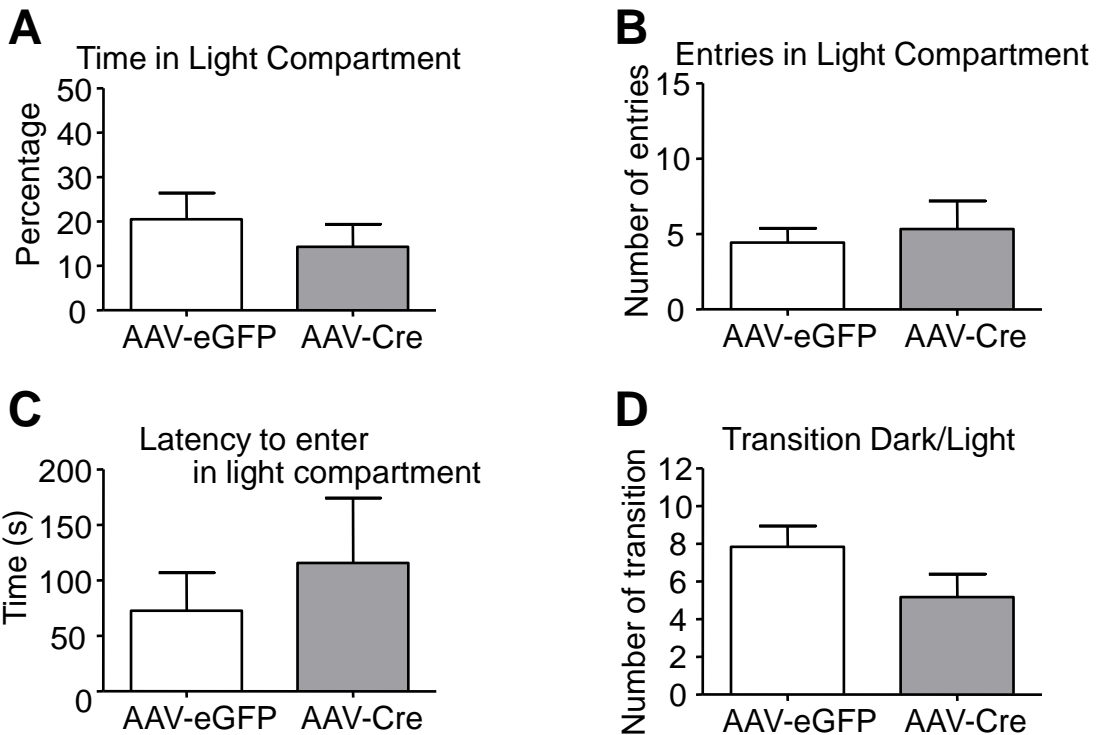 A
Time in Light Compartment
Percentage
50
40
30
20
10
0
AAV-eGFP AAV-Cre
B
Entries in Light Compartment
Number of entries
15
10
5
0
AAV-eGFP AAV-Cre
C
Latency to enter
in light compartment
Time (s)
200
150
100
50
0
AAV-eGFP AAV-Cre
D
Transition Dark/Light
Number of transition
12
10
8
6
4
2
0
AAV-eGFP AAV-Cre